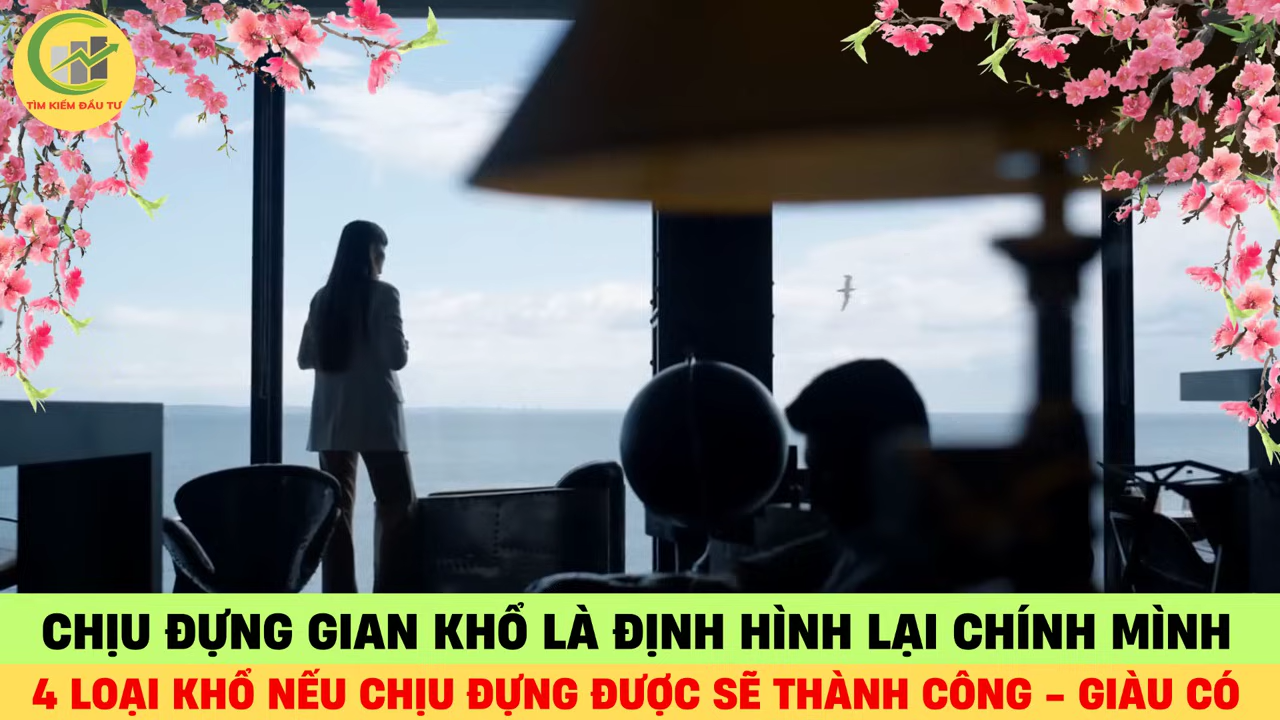 TÌM KIẾM ĐẦU TƯ
CHỊU ĐỰNG GIAN KHỔ LÀ ĐỊNH HÌNH LẠI CHÍNH MÌNH
4 LOẠI KHỔ NẾU CHỊU ĐỰNG ĐƯỢC SẼ THÀNH CÔNG - GIÀU CÓ